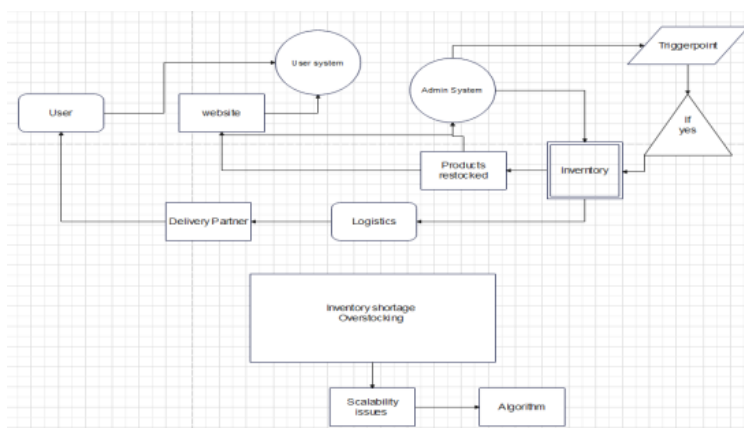 User system
Triggerpoint
Admin System
User
website
If
yes
Products
restocked
Inverntory
Delivery Partner
Logistics
Inventory shortage
Overstocking
Scalability
issues
Algorithm